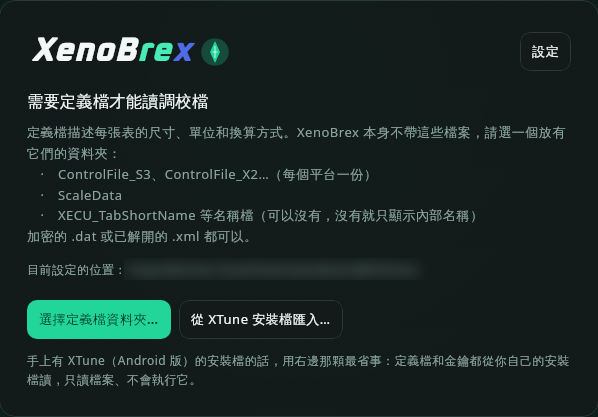 XenoBrex
設定
需要定義檔才能讀調校檔
定義檔描述每張表的尺寸、單位和換算方式。XenoBrex 本身不帶這些檔案，請選一個放有
它們的資料夾：
· ControlFile_S3、ControlFile_X2…（每個平台一份）
· ScaleData
· XECU_TabShortName 等名稱檔（可以沒有，沒有就只顯示內部名稱）
加密的 .dat 或已解開的 .xml 都可以。
目前設定的位置：
選擇定義檔資料夾… 從 XTune 安裝檔匯入…
手上有 XTune（Android 版）的安裝檔的話，用右邊那顆最省事：定義檔和金鑰都從你自己的安裝
檔讀，只讀檔案、不會執行它。